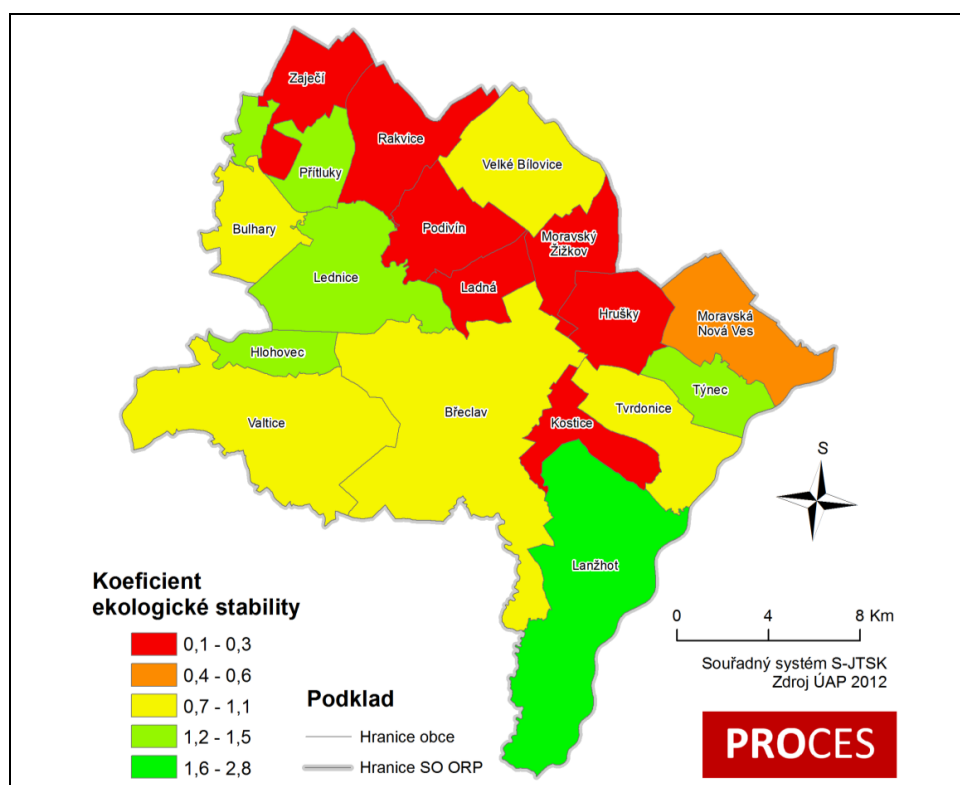 Zaječí
Rakvice
Přítluky
Velké Bílovice
Bulhary
Podivín
Moravský
Žižkov
Lednice
Ladná
Hrušky
Moravská
Nová Ves
Hlohovec
Týnec
Valtice
Břeclav
Tvrdonice
Kostice
Lanžhot
S
Koeficient
ekologické stability
0,1 - 0,3
0,4 - 0,6
0,7 - 1,1
1,2 - 1,5
1,6 - 2,8
Podklad
Hranice obce
Hranice SO ORP
0 4 8 Km
Souřadný systém S-JTSK
Zdroj ÚAP 2012
PROCES